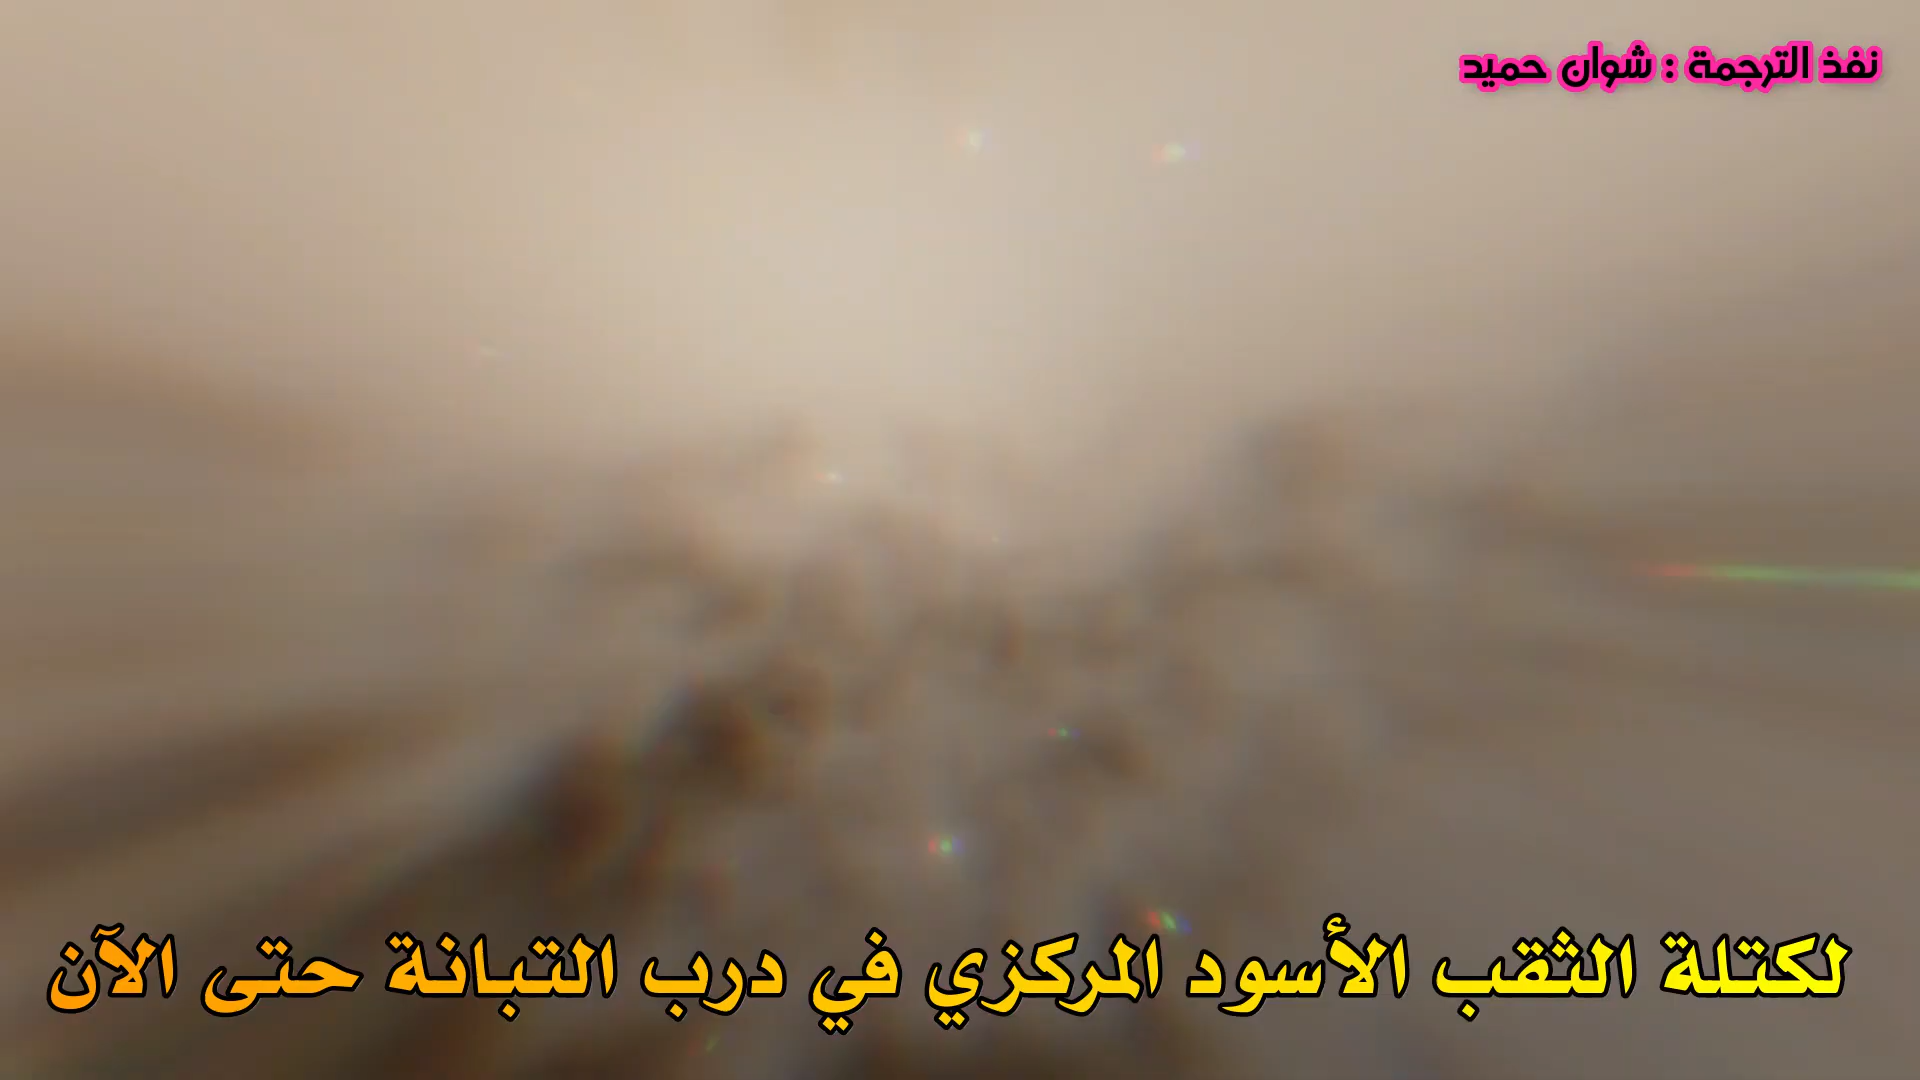 نفذ الترجمة : شوان حميد
لكتلة الثقب الأسود المركزي في درب التبانة حتى الآن